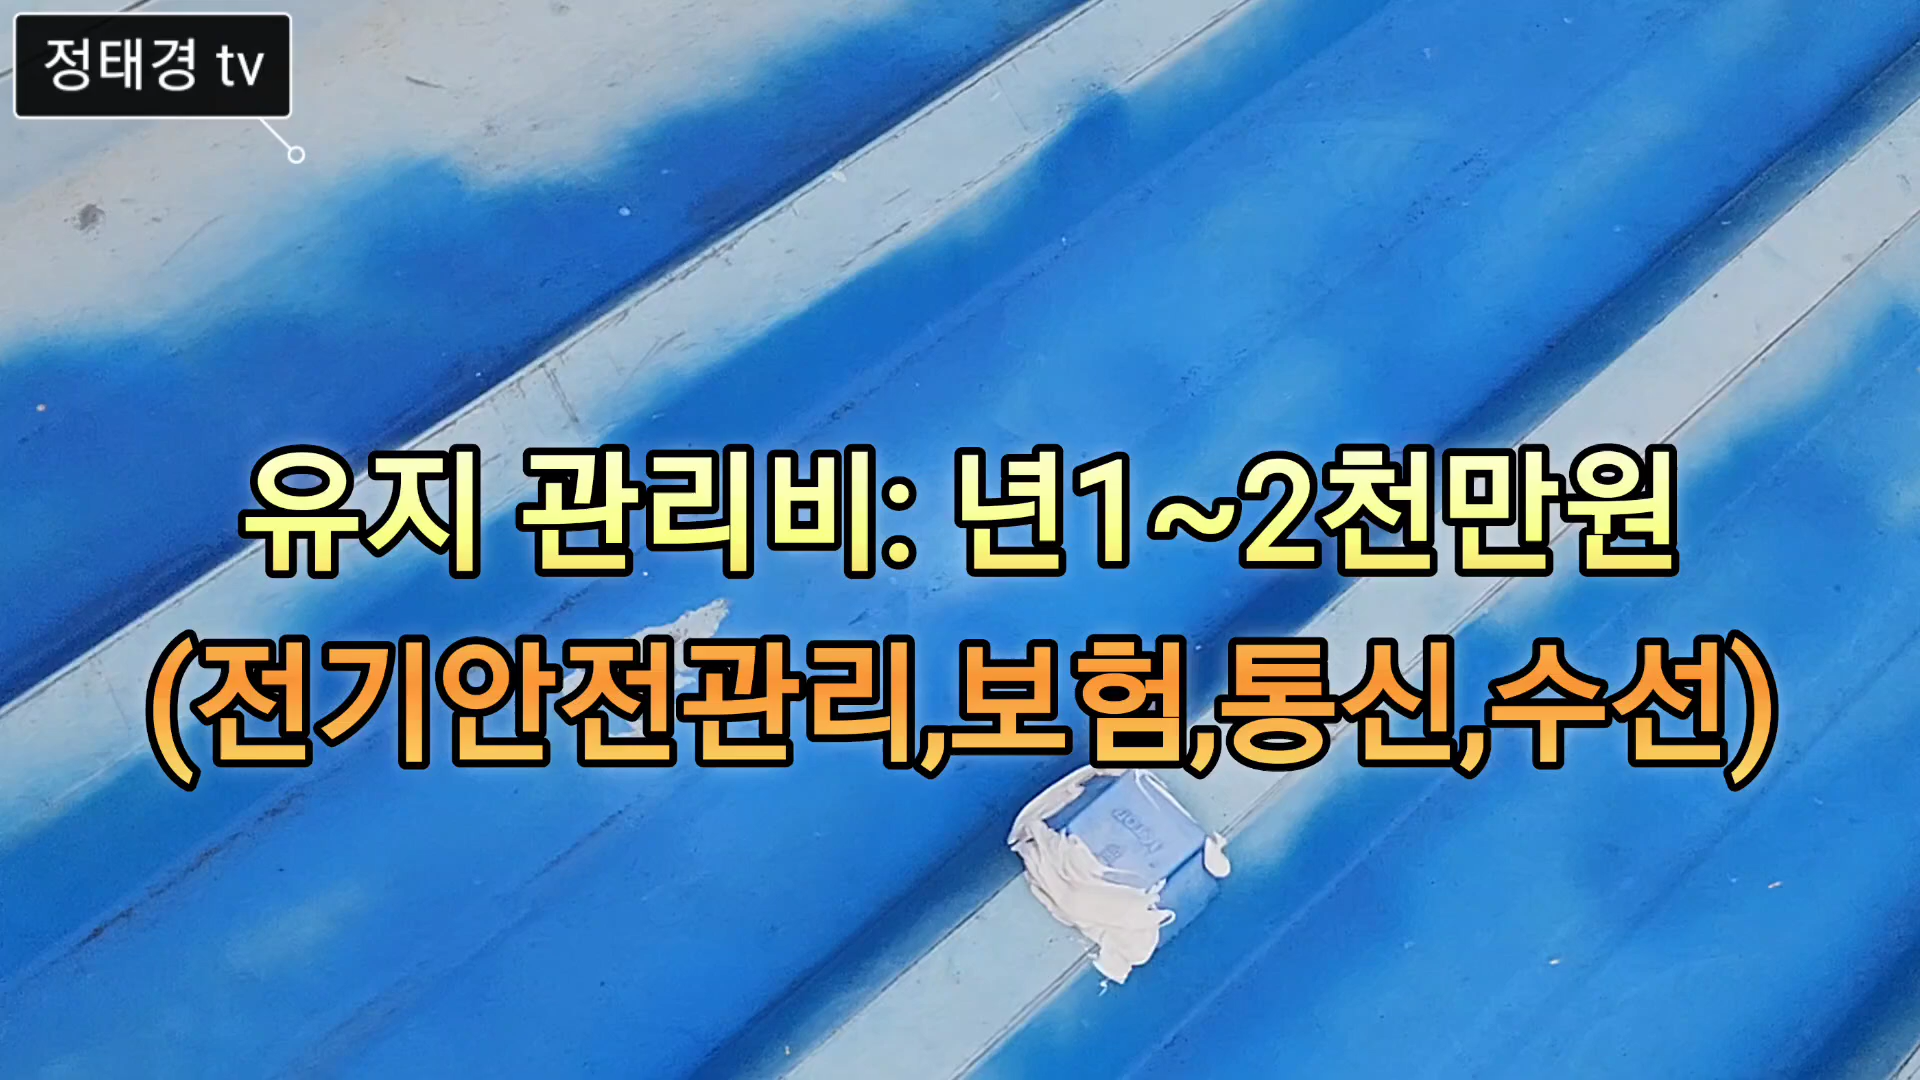 정태경 tv
유지 관리비: 년1~2천만원
(전기안전관리,보험,통신,수선)